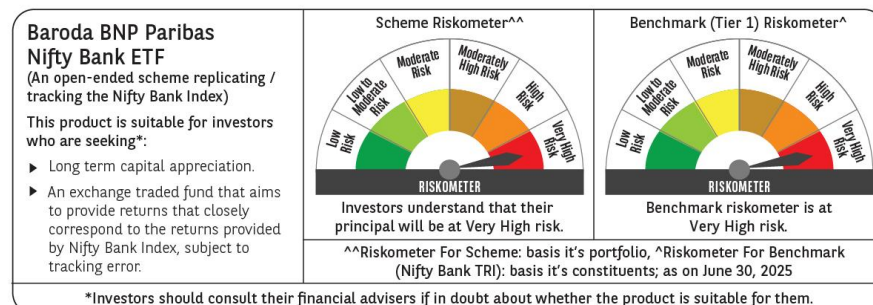 Baroda BNP Paribas
Nifty Bank ETF
(An open-ended scheme replicating /
tracking the Nifty Bank Index)
This product is suitable for investors
who are seeking*:
▶ Long term capital appreciation.
▶ An exchange traded fund that aims
to provide returns that closely
correspond to the returns provided
by Nifty Bank Index, subject to
tracking error.
Scheme Riskometer^^
Low
Risk
Low to
Moderate
Risk
Moderate
Risk
Moderately
High Risk
High
Risk
Very High
Risk
RISKOMETER
Investors understand that their
principal will be at Very High risk.
Benchmark (Tier 1) Riskometer^
Low
Risk
Low to
Moderate
Risk
Moderate
Risk
Moderately
High Risk
High
Risk
Very High
Risk
RISKOMETER
Benchmark riskometer is at
Very High risk.
^^Riskometer For Scheme: basis it's portfolio, ^Riskometer For Benchmark
(Nifty Bank TRI): basis it's constituents; as on June 30, 2025
*Investors should consult their financial advisers if in doubt about whether the product is suitable for them.